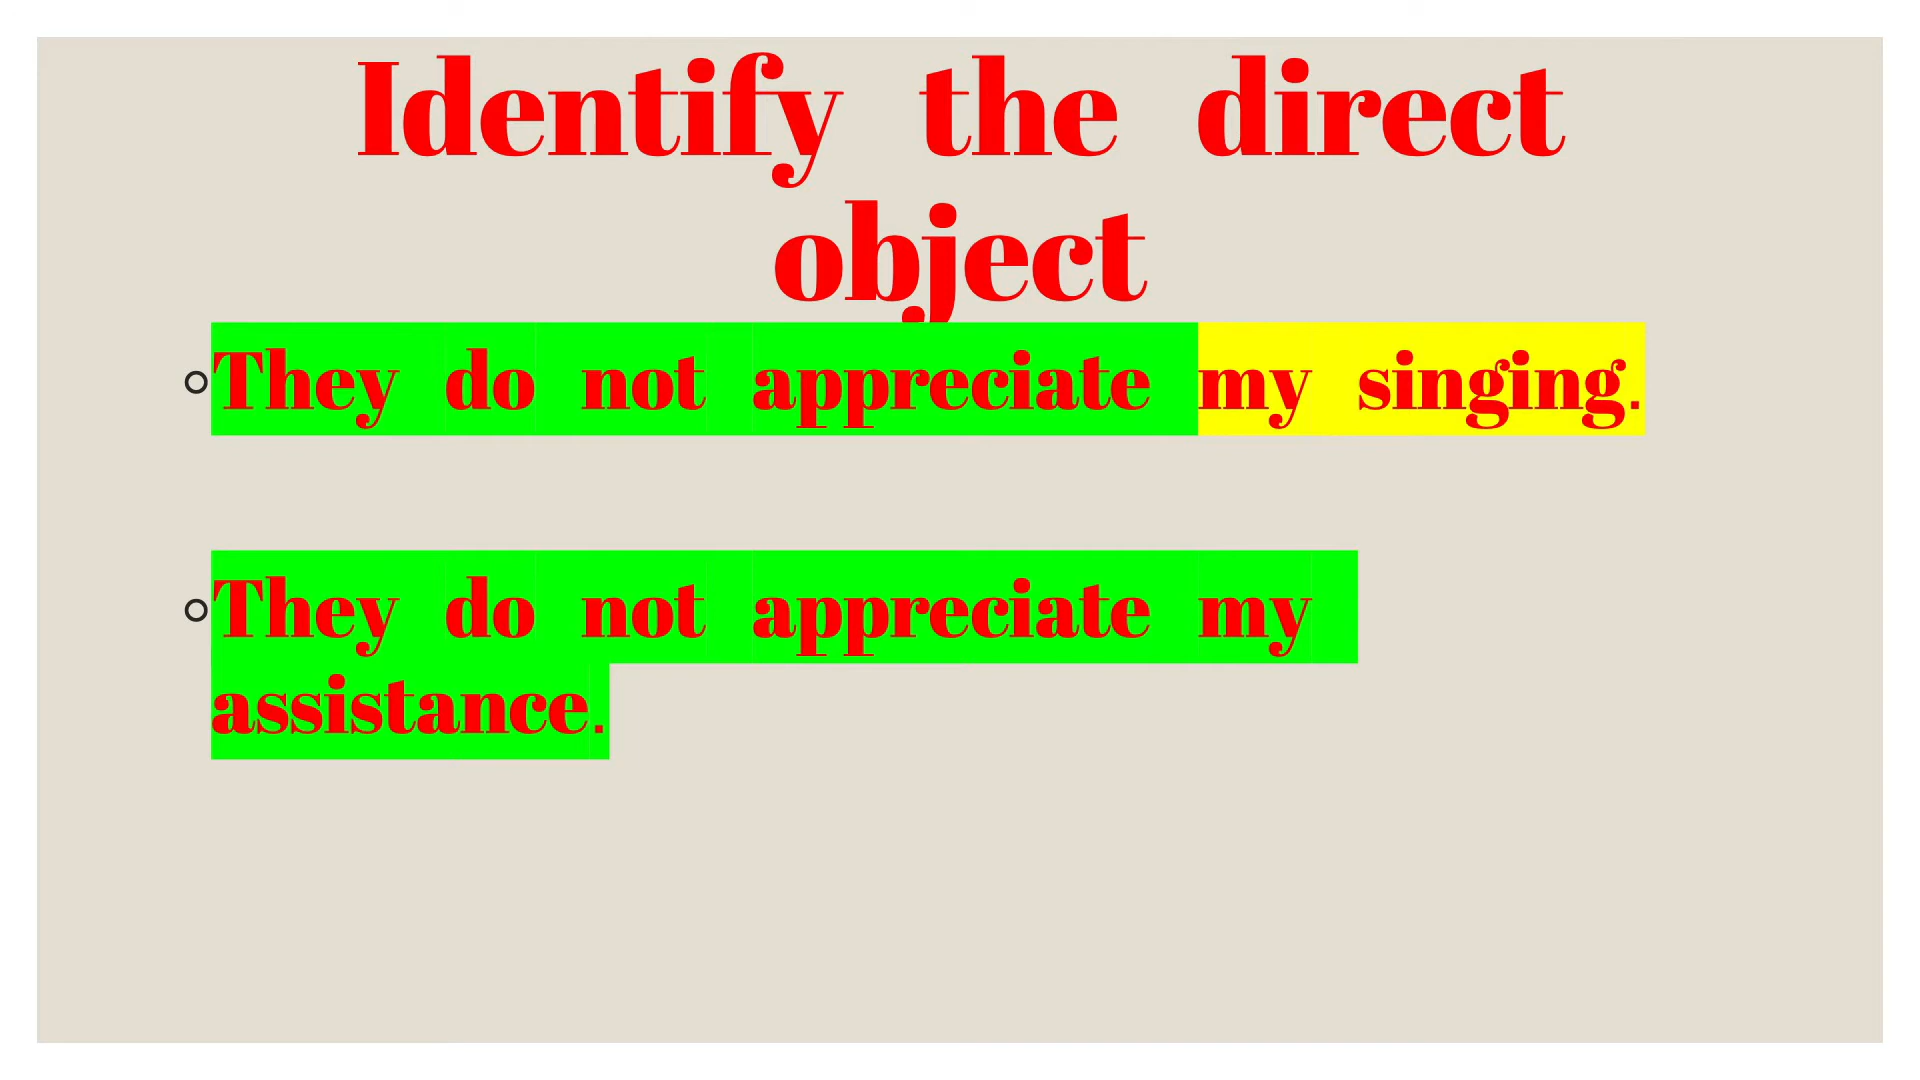 Identify the direct
object
They do not appreciate my singing.
They do not appreciate my
assistance.